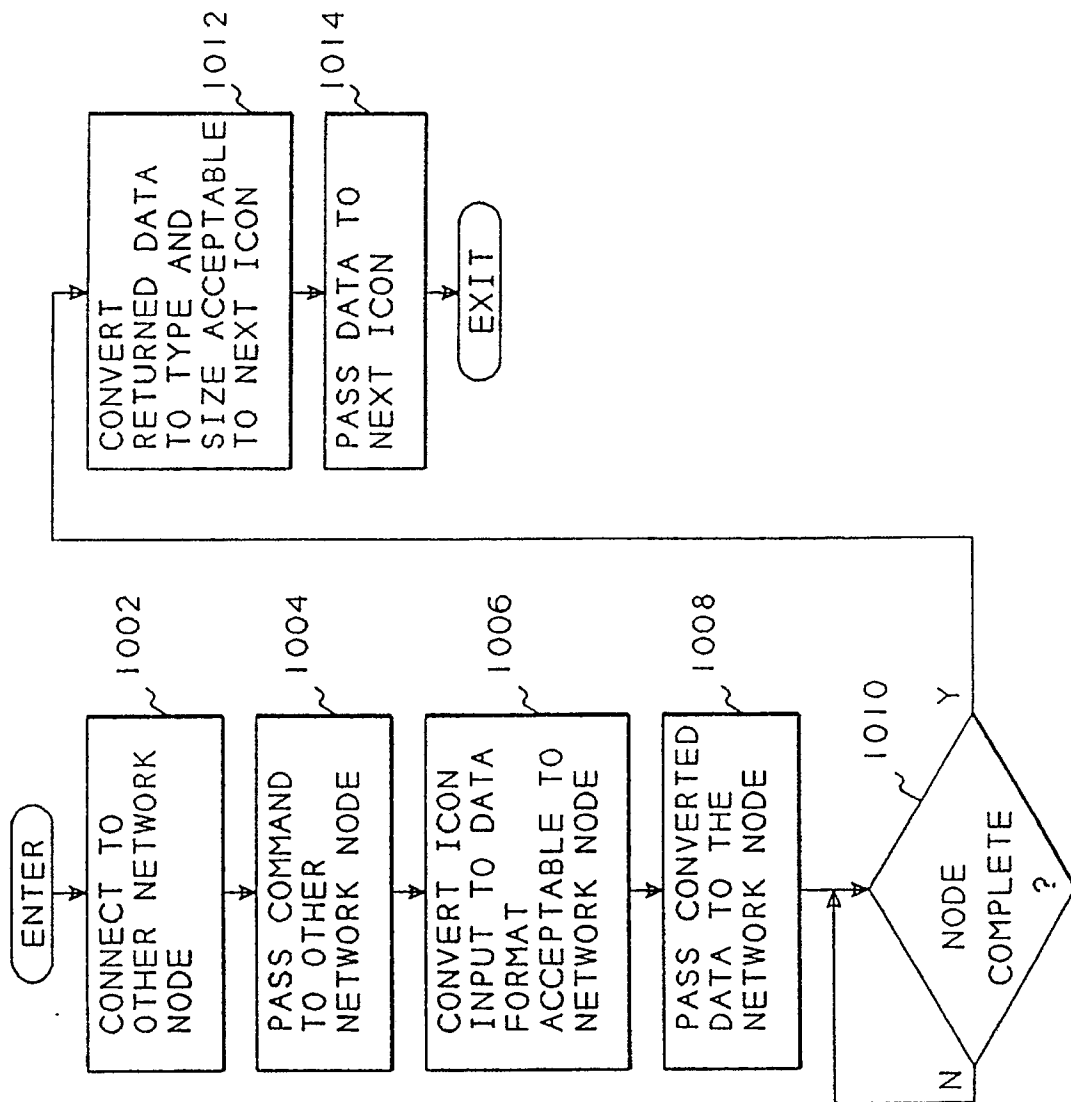 ENTER
CONNECT TO
OTHER NETWORK
NODE
1002
PASS COMMAND
TO OTHER
NETWORK NODE
1004
CONVERT ICON
INPUT TO DATA
FORMAT
ACCEPTABLE TO
NETWORK NODE
1006
PASS CONVERTED
DATA TO THE
NETWORK NODE
1008
NODE
COMPLETE
?
1010
N
Y
CONVERT
RETURNED DATA
TO TYPE AND
SIZE ACCEPTABLE
TO NEXT ICON
1012
PASS DATA TO
NEXT ICON
1014
EXIT